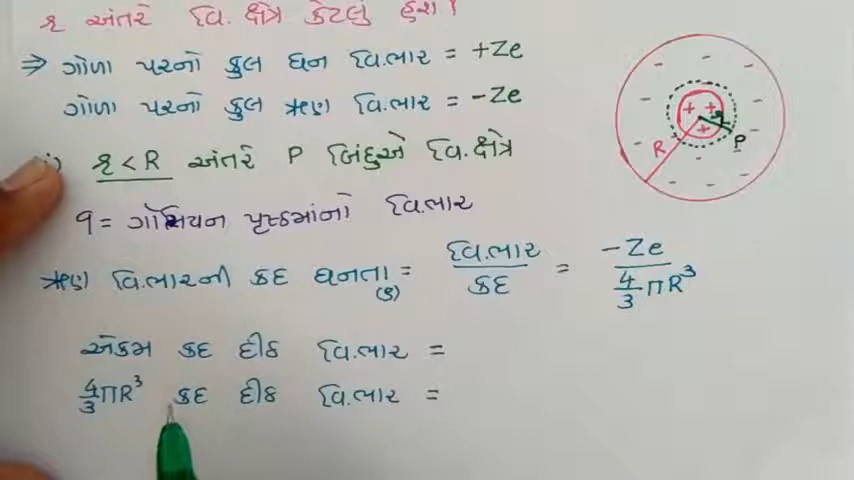 અંતરે વિ. ક્ષેત્ર કેટલું હશે?
⇒ ગોળા પરનો કુલ ધન વિ.ભાર = +Ze
ગોળા પરનો કુલ ઋણ વિ.ભાર = -Ze
r < R અંતરે P બિંદુએ વિ.ક્ષેત્ર
q = ગોસિયન પૃષ્ઠમાંનો વિ.ભાર
ઋણ વિ.ભારની કદ ઘનતા (ρ) = વિ.ભાર / કદ = -Ze / 4/3 πR³
એકમ કદ દીઠ વિ.ભાર =
4/3 πR³ કદ દીઠ વિ.ભાર =
+ + +
R
r
P